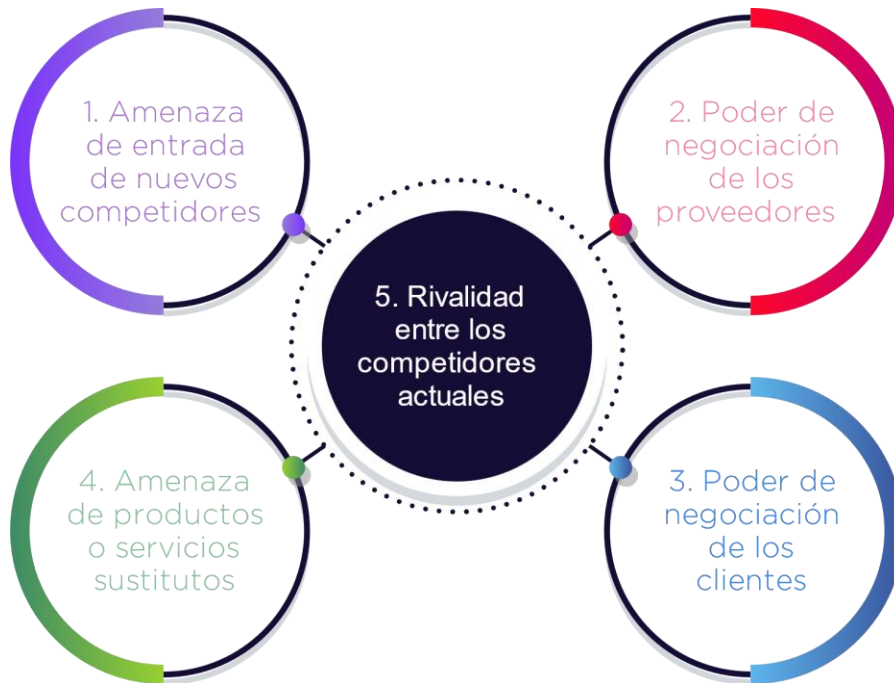 1. Amenaza
de entrada
de nuevos
competidores
2. Poder de
negociación
de los
proveedores
5. Rivalidad
entre los
competidores
actuales
4. Amenaza
de productos
o servicios
sustitutos
3. Poder de
negociación
de los
clientes